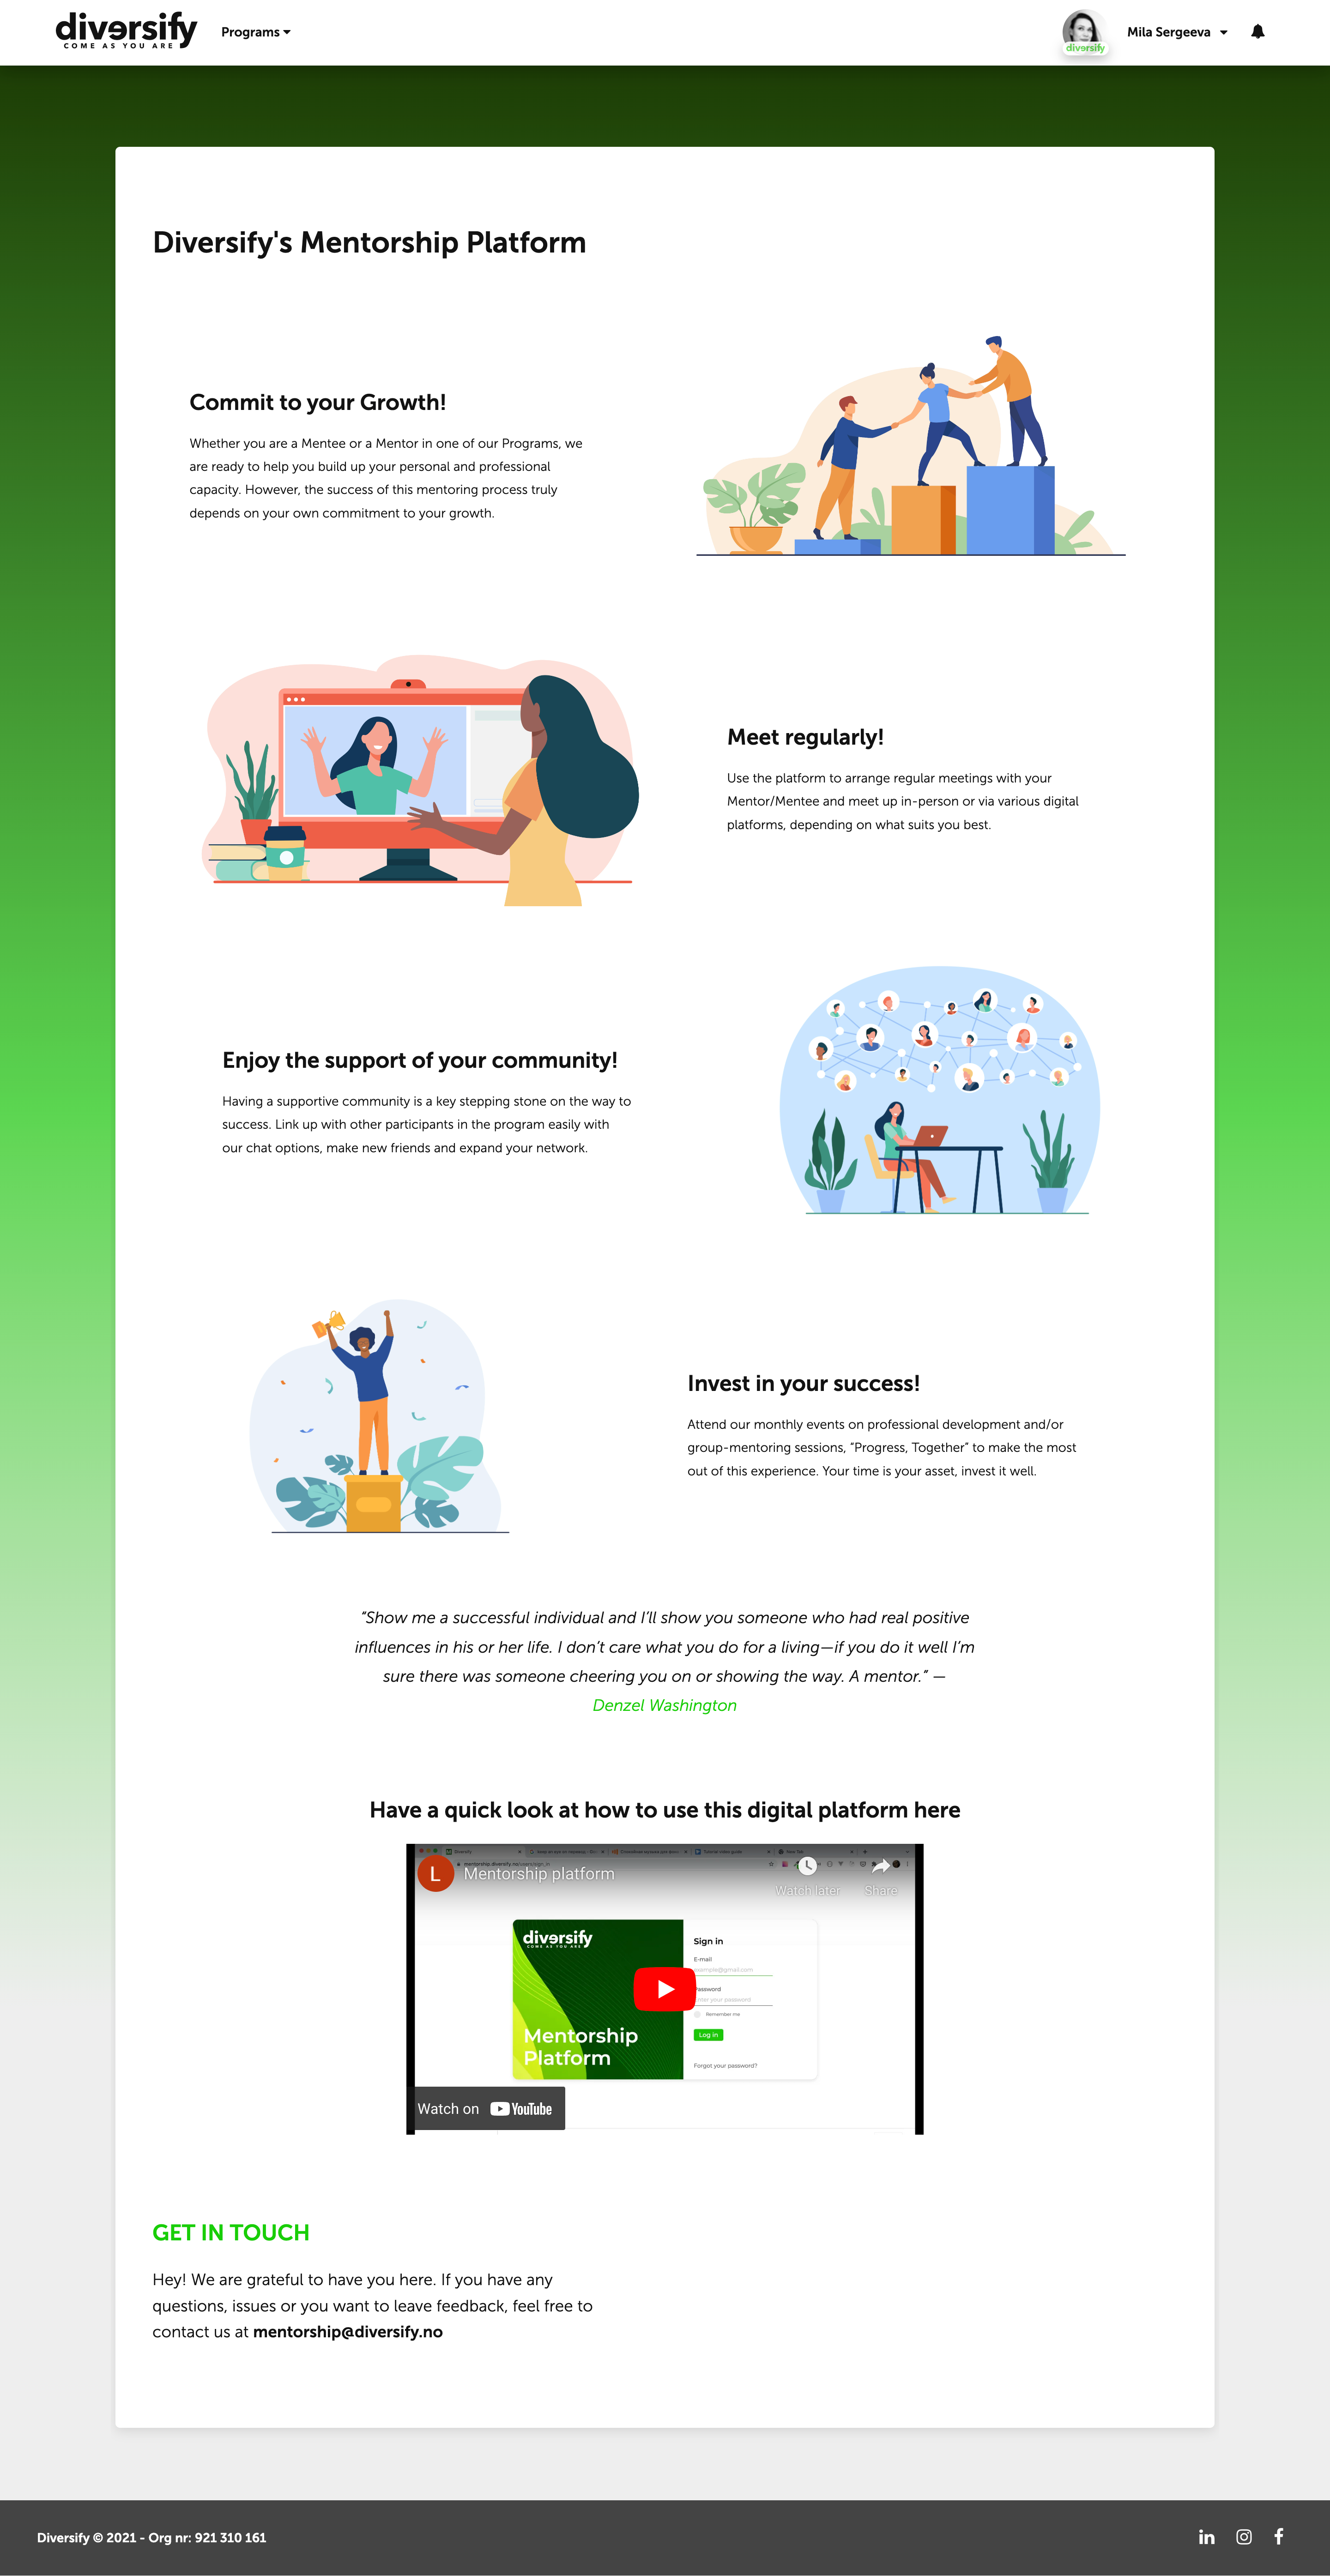 diversify
COME AS YOU ARE
Programs
diversify
Mila Sergeeva
Diversify's Mentorship Platform
Commit to your Growth!
Whether you are a Mentee or a Mentor in one of our Programs, we
are ready to help you build up your personal and professional
capacity. However, the success of this mentoring process truly
depends on your own commitment to your growth.
Meet regularly!
Use the platform to arrange regular meetings with your
Mentor/Mentee and meet up in-person or via various digital
platforms, depending on what suits you best.
Enjoy the support of your community!
Having a supportive community is a key stepping stone on the way to
success. Link up with other participants in the program easily with
our chat options, make new friends and expand your network.
Invest in your success!
Attend our monthly events on professional development and/or
group-mentoring sessions, “Progress, Together” to make the most
out of this experience. Your time is your asset, invest it well.
“Show me a successful individual and I’ll show you someone who had real positive
influences in his or her life. I don’t care what you do for a living—if you do it well I’m
sure there was someone cheering you on or showing the way. A mentor.” —
Denzel Washington
Have a quick look at how to use this digital platform here
L
Mentorship platform
Watch later
Share
diversify
COME AS YOU ARE
Mentorship
Platform
Sign in
E-mail
Remember me
Log in
Forgot your password?
Watch on YouTube
GET IN TOUCH
Hey! We are grateful to have you here. If you have any
questions, issues or you want to leave feedback, feel free to
contact us at mentorship@diversify.no
Diversify © 2021 - Org nr: 921 310 161